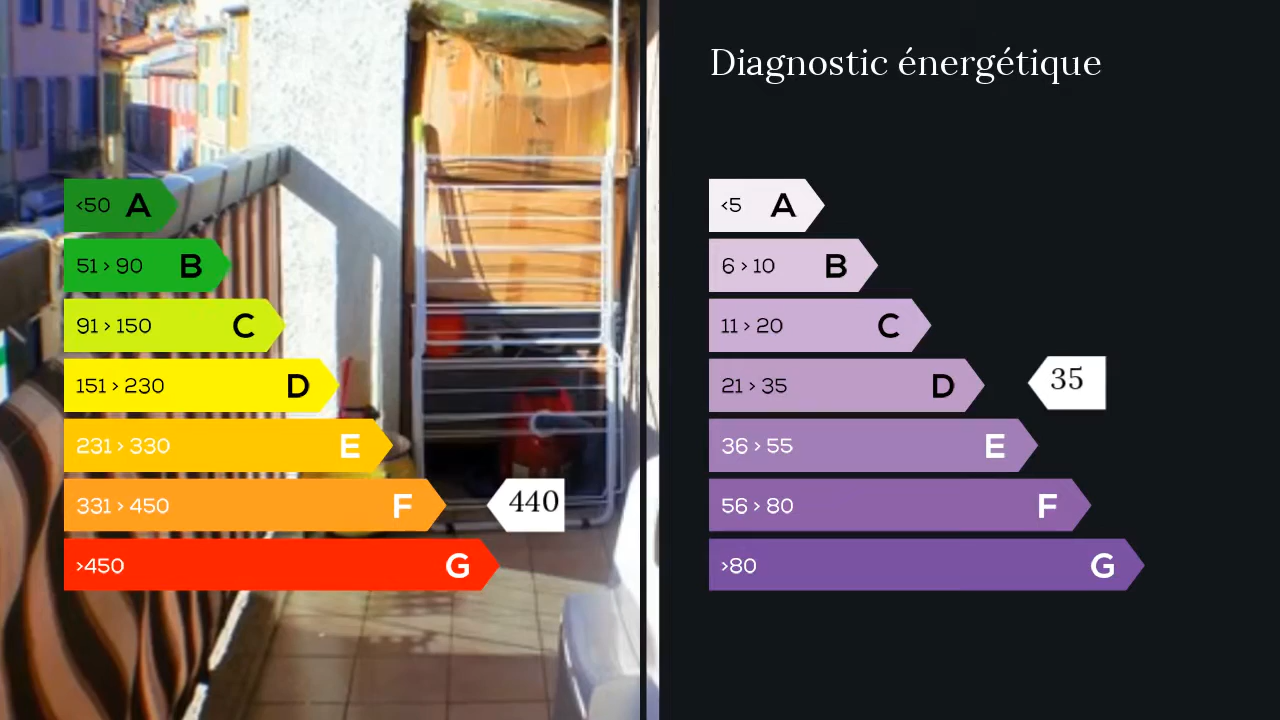 Diagnostic énergétique
<50 A
51 > 90 B
91 > 150 C
151 > 230 D
231 > 330 E
331 > 450 F
440
>450 G
<5 A
6 > 10 B
11 > 20 C
21 > 35 D
35
36 > 55 E
56 > 80 F
>80 G